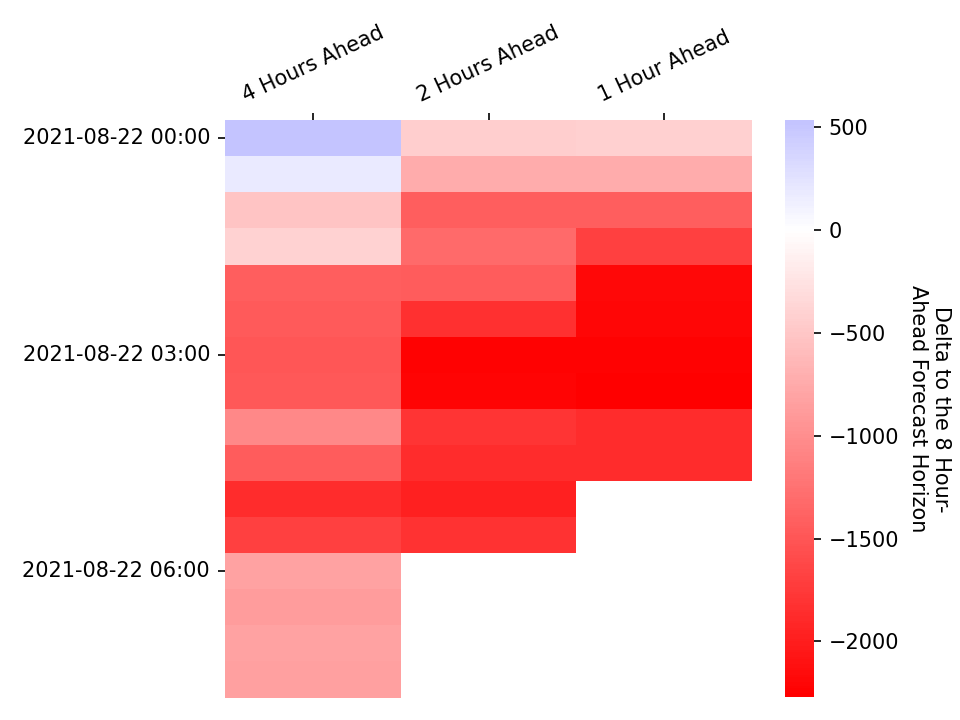 4 Hours Ahead
2 Hours Ahead
1 Hour Ahead
2021-08-22 00:00
2021-08-22 03:00
2021-08-22 06:00
500
0
−500
−1000
−1500
−2000
Delta to the 8 Hour-
Ahead Forecast Horizon